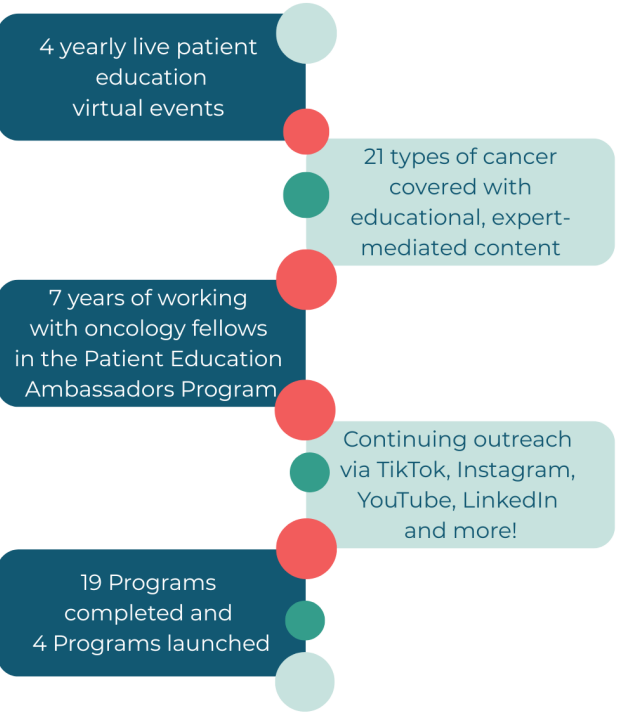 4 yearly live patient
education
virtual events
21 types of cancer
covered with
educational, expert-
mediated content
7 years of working
with oncology fellows
in the Patient Education
Ambassadors Program
Continuing outreach
via TikTok, Instagram,
YouTube, LinkedIn
and more!
19 Programs
completed and
4 Programs launched